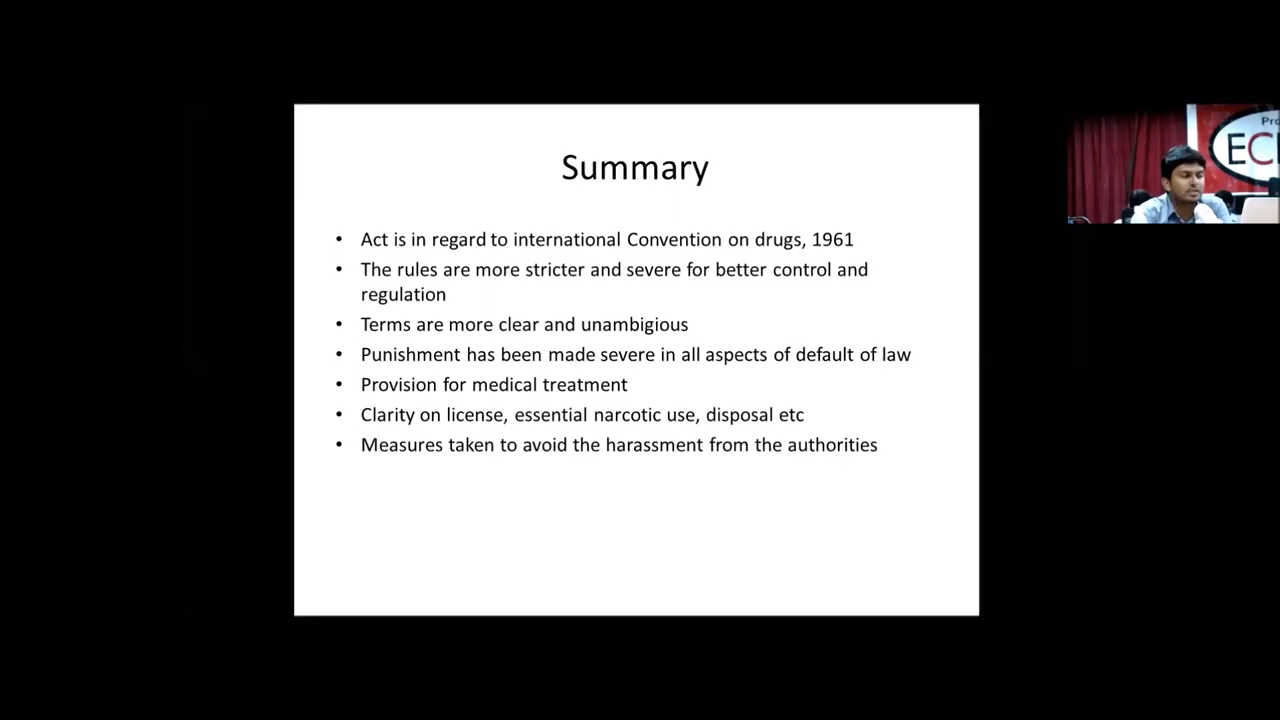 Summary
• Act is in regard to international Convention on drugs, 1961
• The rules are more stricter and severe for better control and
regulation
• Terms are more clear and unambigious
• Punishment has been made severe in all aspects of default of law
• Provision for medical treatment
• Clarity on license, essential narcotic use, disposal etc
• Measures taken to avoid the harassment from the authorities